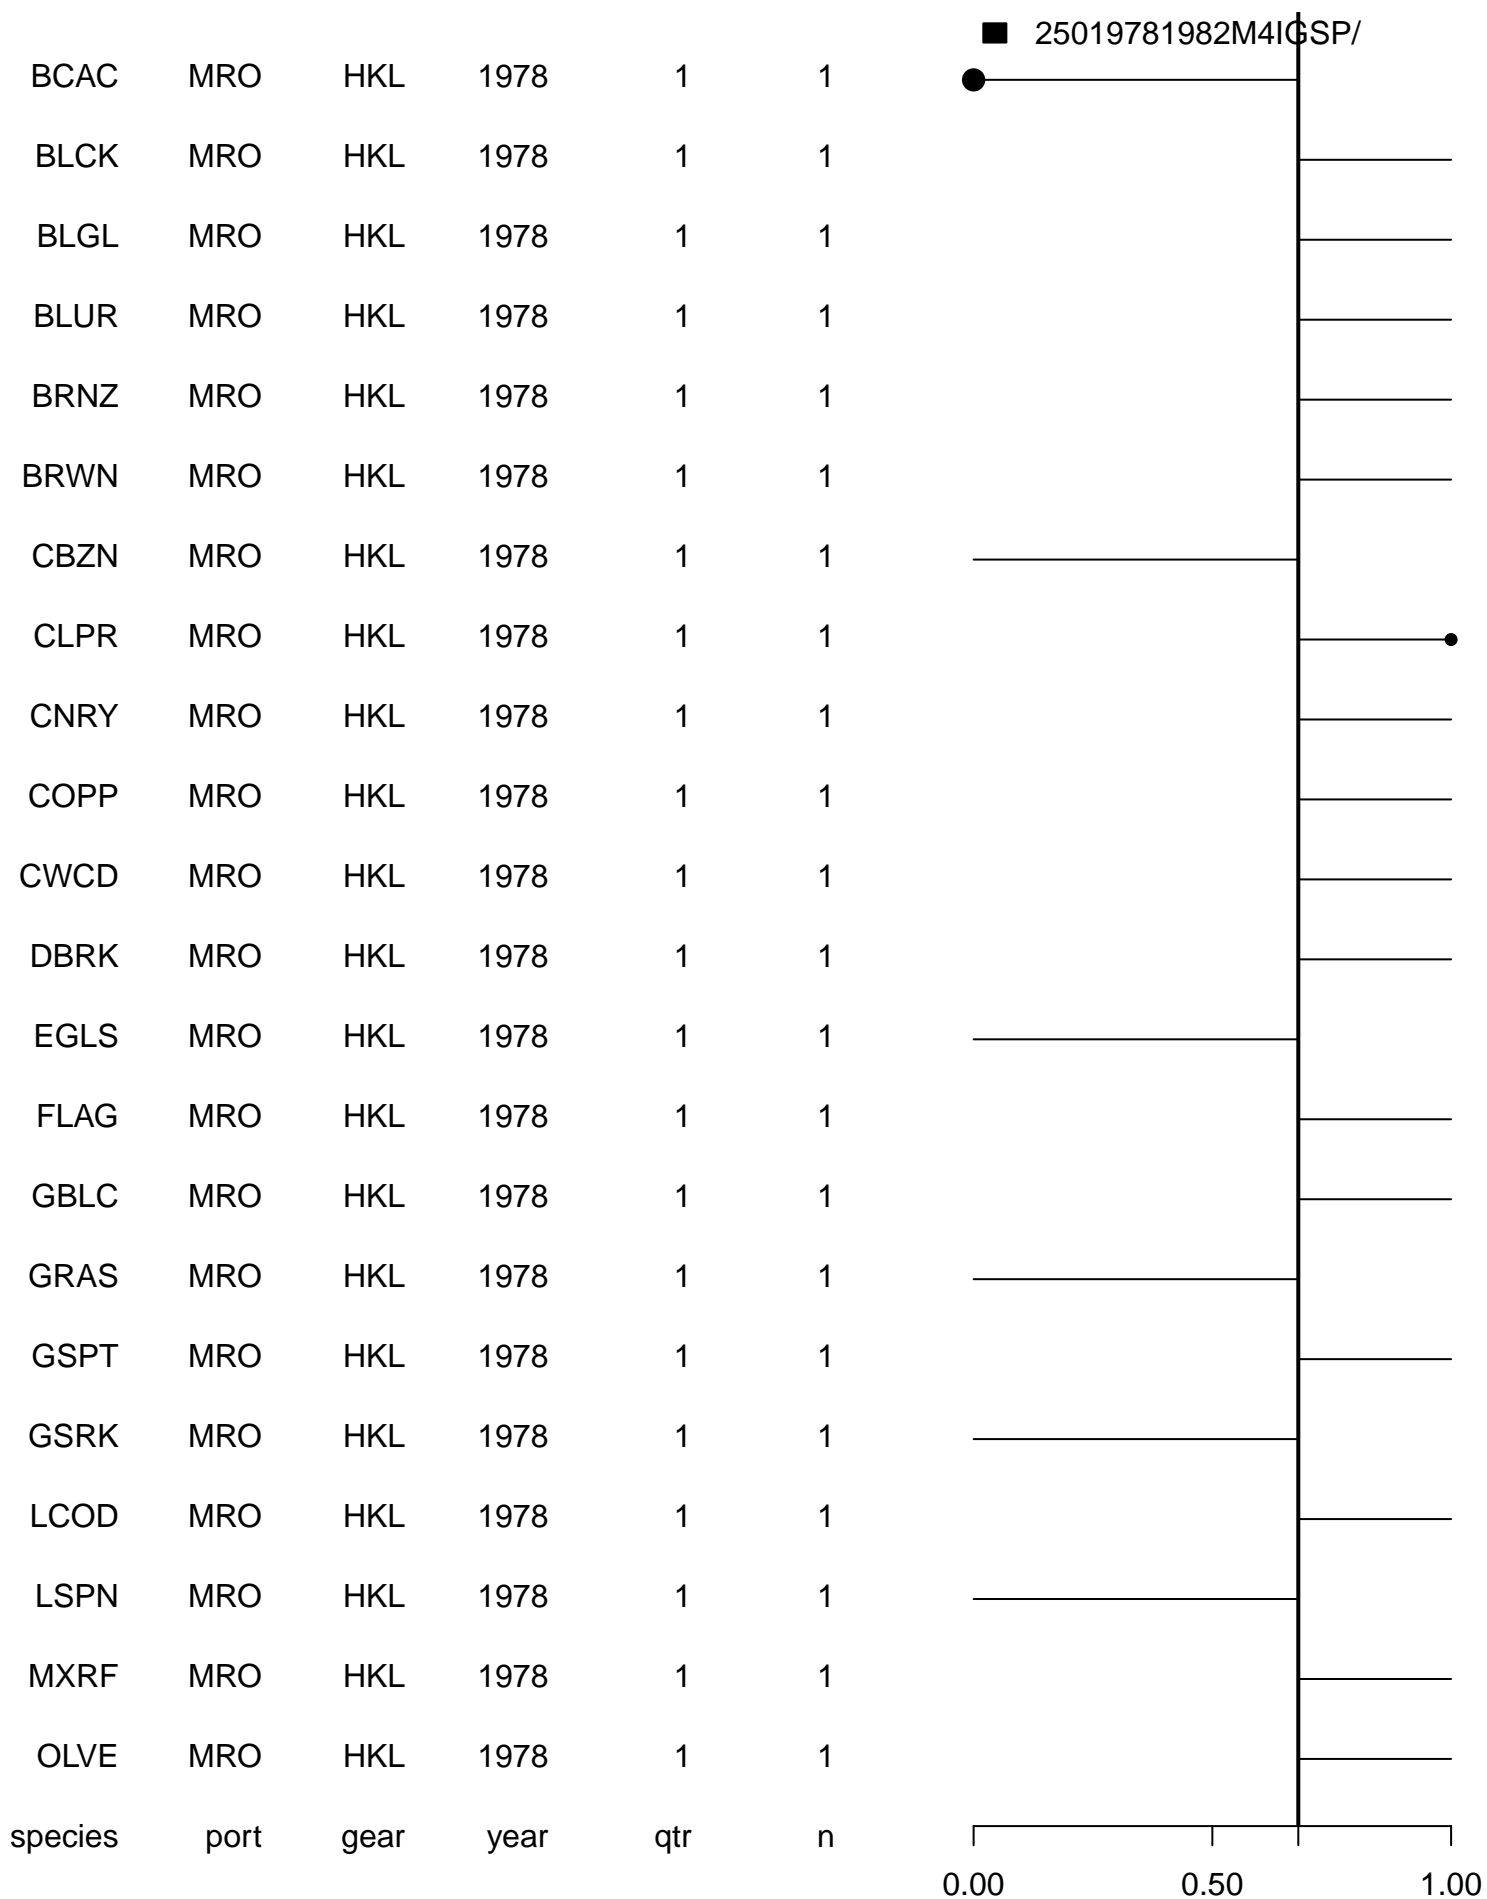 25019781982M4IGSP/
BCAC MRO HKL 1978 1 1
BLCK MRO HKL 1978 1 1
BLGL MRO HKL 1978 1 1
BLUR MRO HKL 1978 1 1
BRNZ MRO HKL 1978 1 1
BRWN MRO HKL 1978 1 1
CBZN MRO HKL 1978 1 1
CLPR MRO HKL 1978 1 1
CNRY MRO HKL 1978 1 1
COPP MRO HKL 1978 1 1
CWCD MRO HKL 1978 1 1
DBRK MRO HKL 1978 1 1
EGLS MRO HKL 1978 1 1
FLAG MRO HKL 1978 1 1
GBLC MRO HKL 1978 1 1
GRAS MRO HKL 1978 1 1
GSPT MRO HKL 1978 1 1
GSRK MRO HKL 1978 1 1
LCOD MRO HKL 1978 1 1
LSPN MRO HKL 1978 1 1
MXRF MRO HKL 1978 1 1
OLVE MRO HKL 1978 1 1
species port gear year qtr n
0.00 0.50 1.00